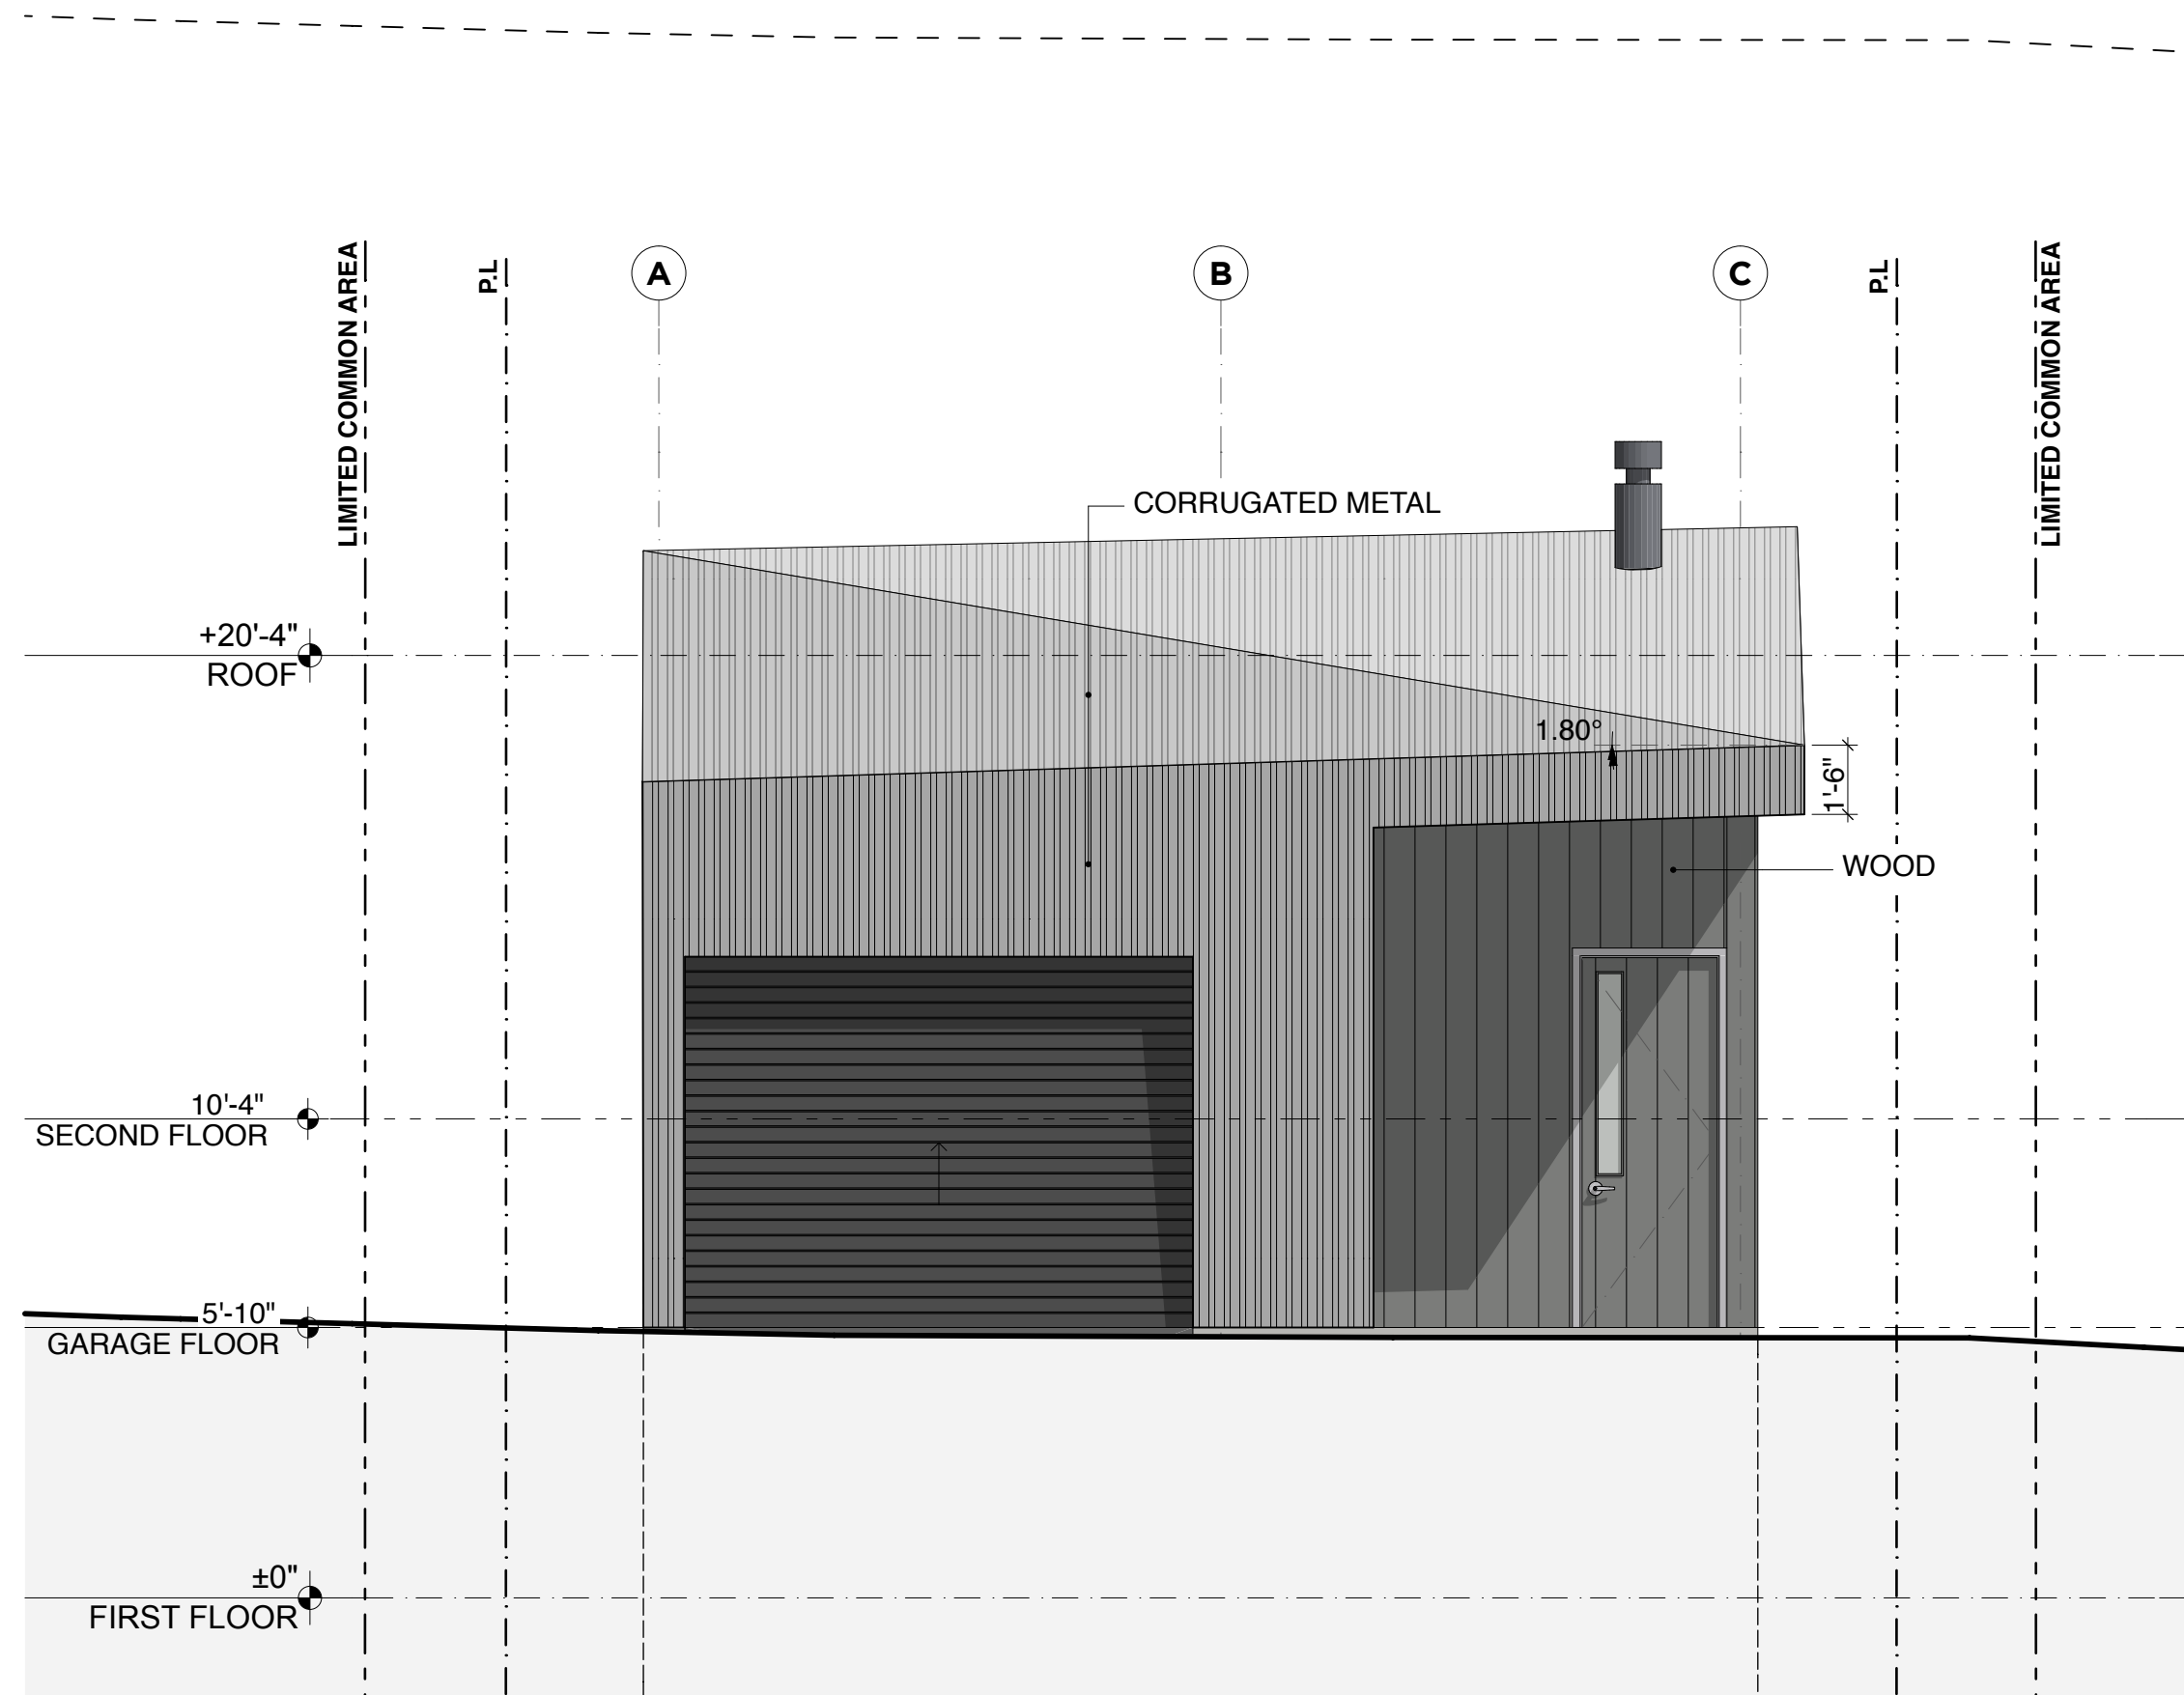 LIMITED COMMON AREA
P.L
A
B
C
P.L
LIMITED COMMON AREA
CORRUGATED METAL
+20'-4"
ROOF
1.80°
1'-6"
WOOD
10'-4"
SECOND FLOOR
5'-10"
GARAGE FLOOR
±0"
FIRST FLOOR